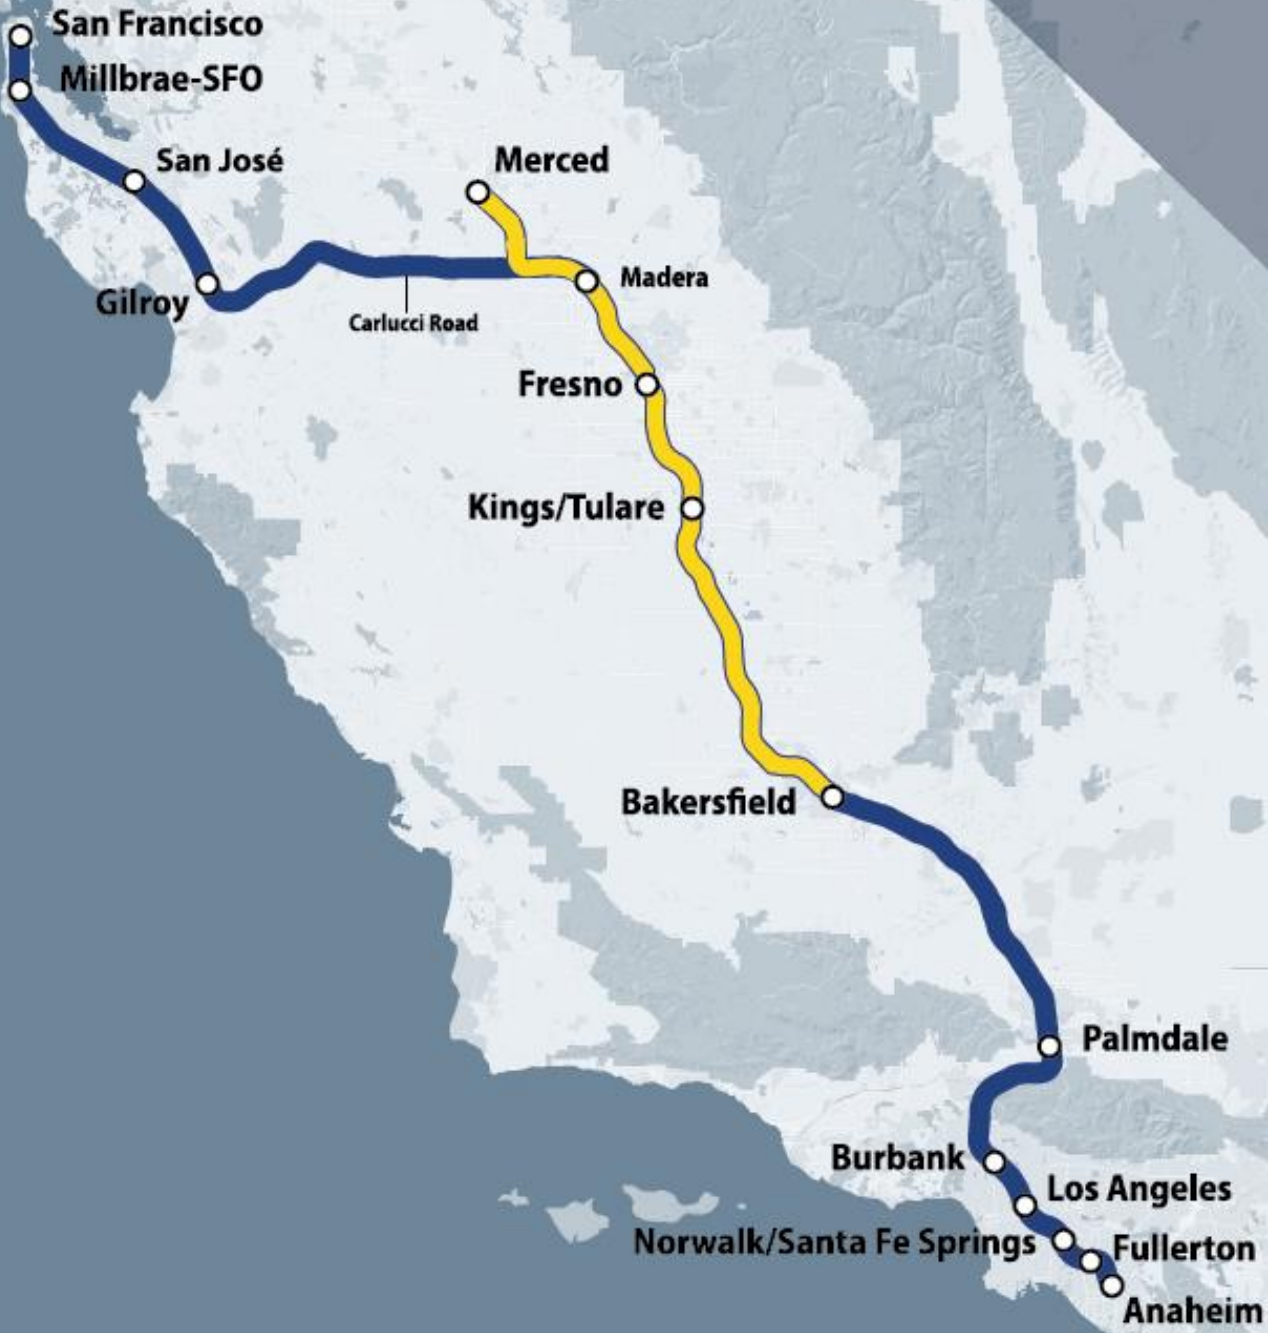 San Francisco
Millbrae-SFO
San José
Merced
Gilroy
Madera
Carlucci Road
Fresno
Kings/Tulare
Bakersfield
Palmdale
Burbank
Los Angeles
Norwalk/Santa Fe Springs
Fullerton
Anaheim